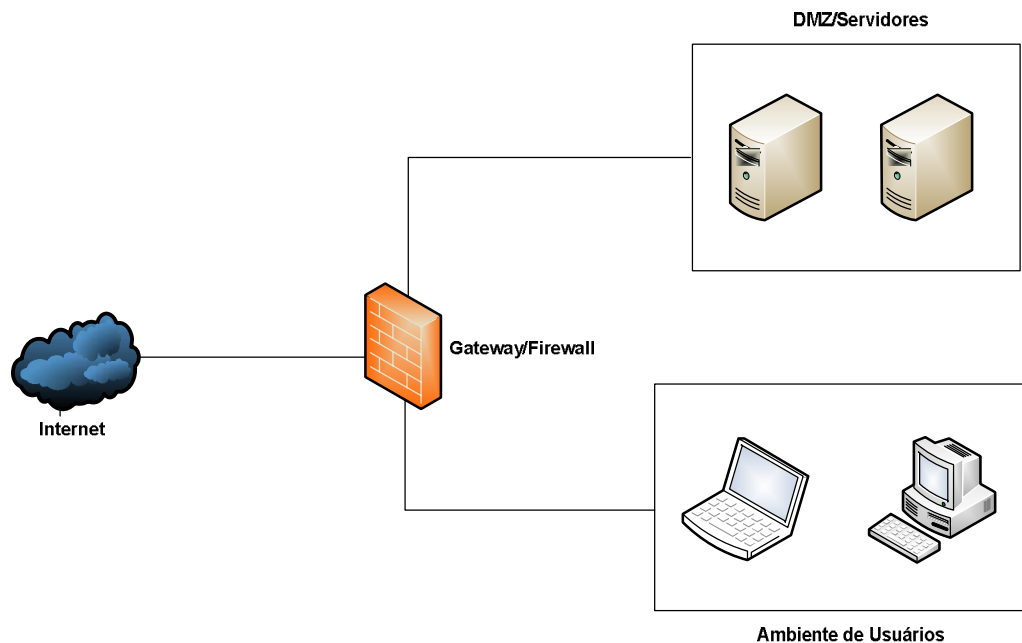 DMZ/Servidores
Gateway/Firewall
Internet
Ambiente de Usuários